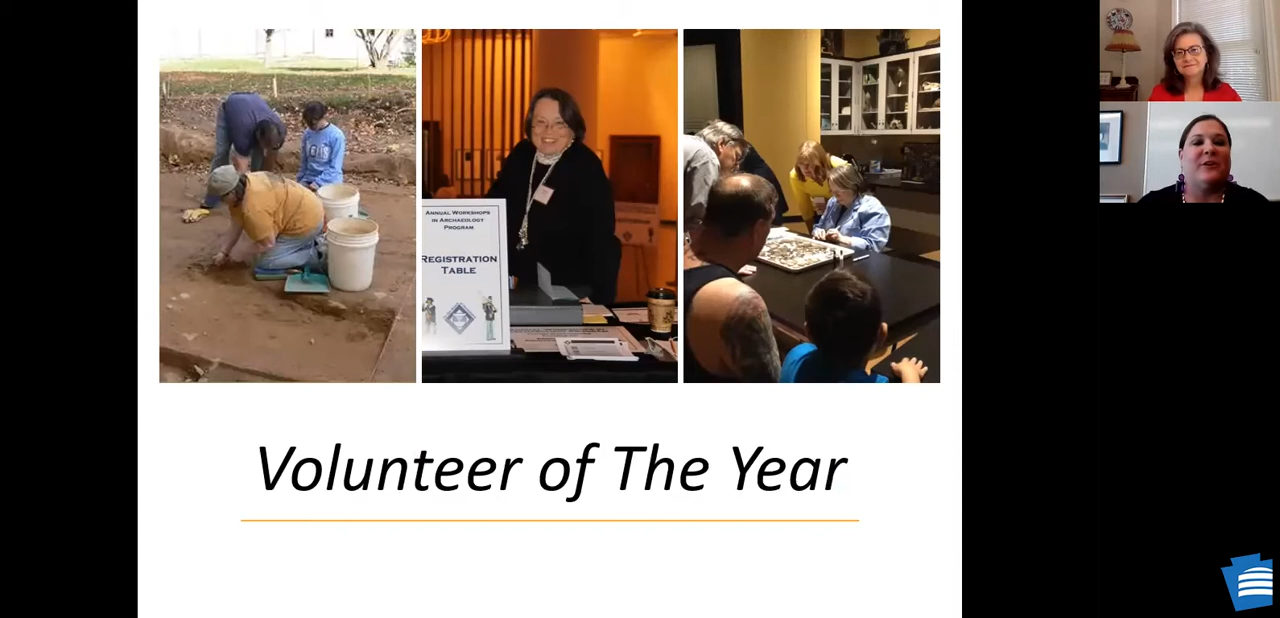 ANNUAL WORKSHOPS
IN ARCHAEOLOGY
PROGRAM
REGISTRATION
TABLE
Volunteer of The Year